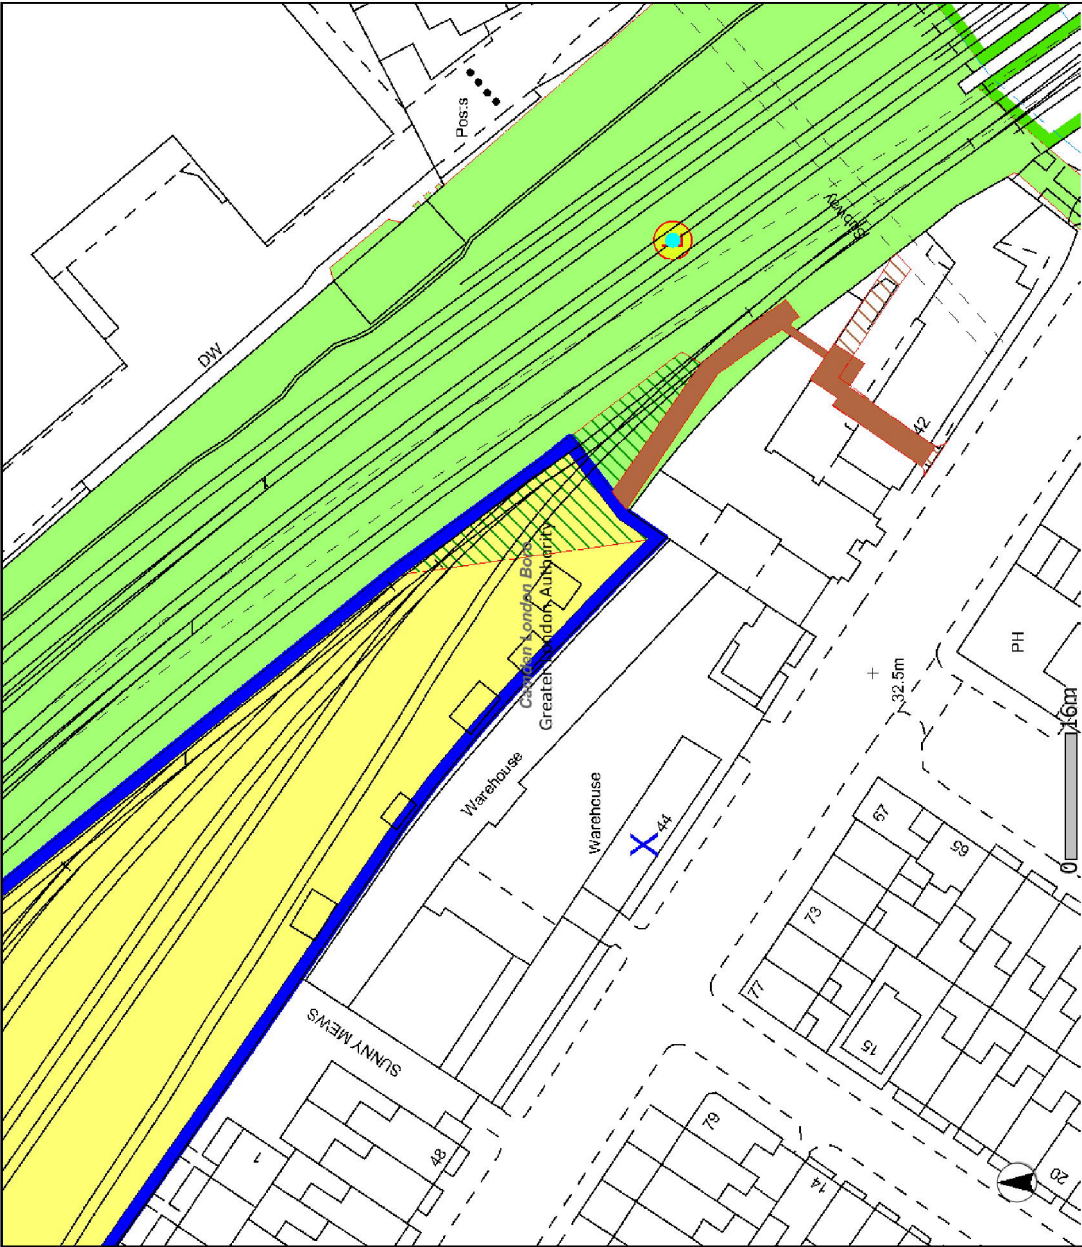 Posts
DW
Subway
42
Camden London Boro
Greater London Authority
PH
32.5m
16m
0
Warehouse
Warehouse
44
X
67
65
73
77
15
SUNNY MEWS
79
48
1
14
20